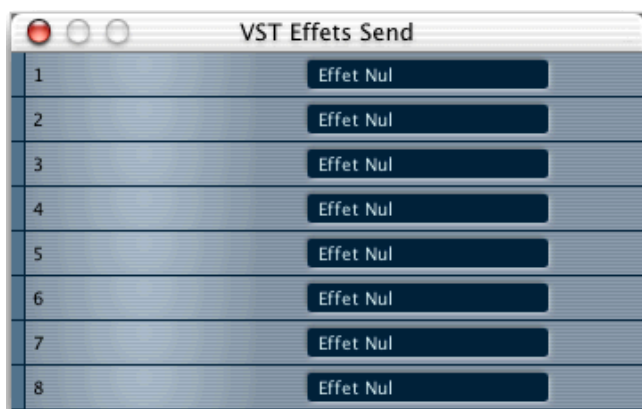 VST Effets Send
1 Effet Nul
2 Effet Nul
3 Effet Nul
4 Effet Nul
5 Effet Nul
6 Effet Nul
7 Effet Nul
8 Effet Nul